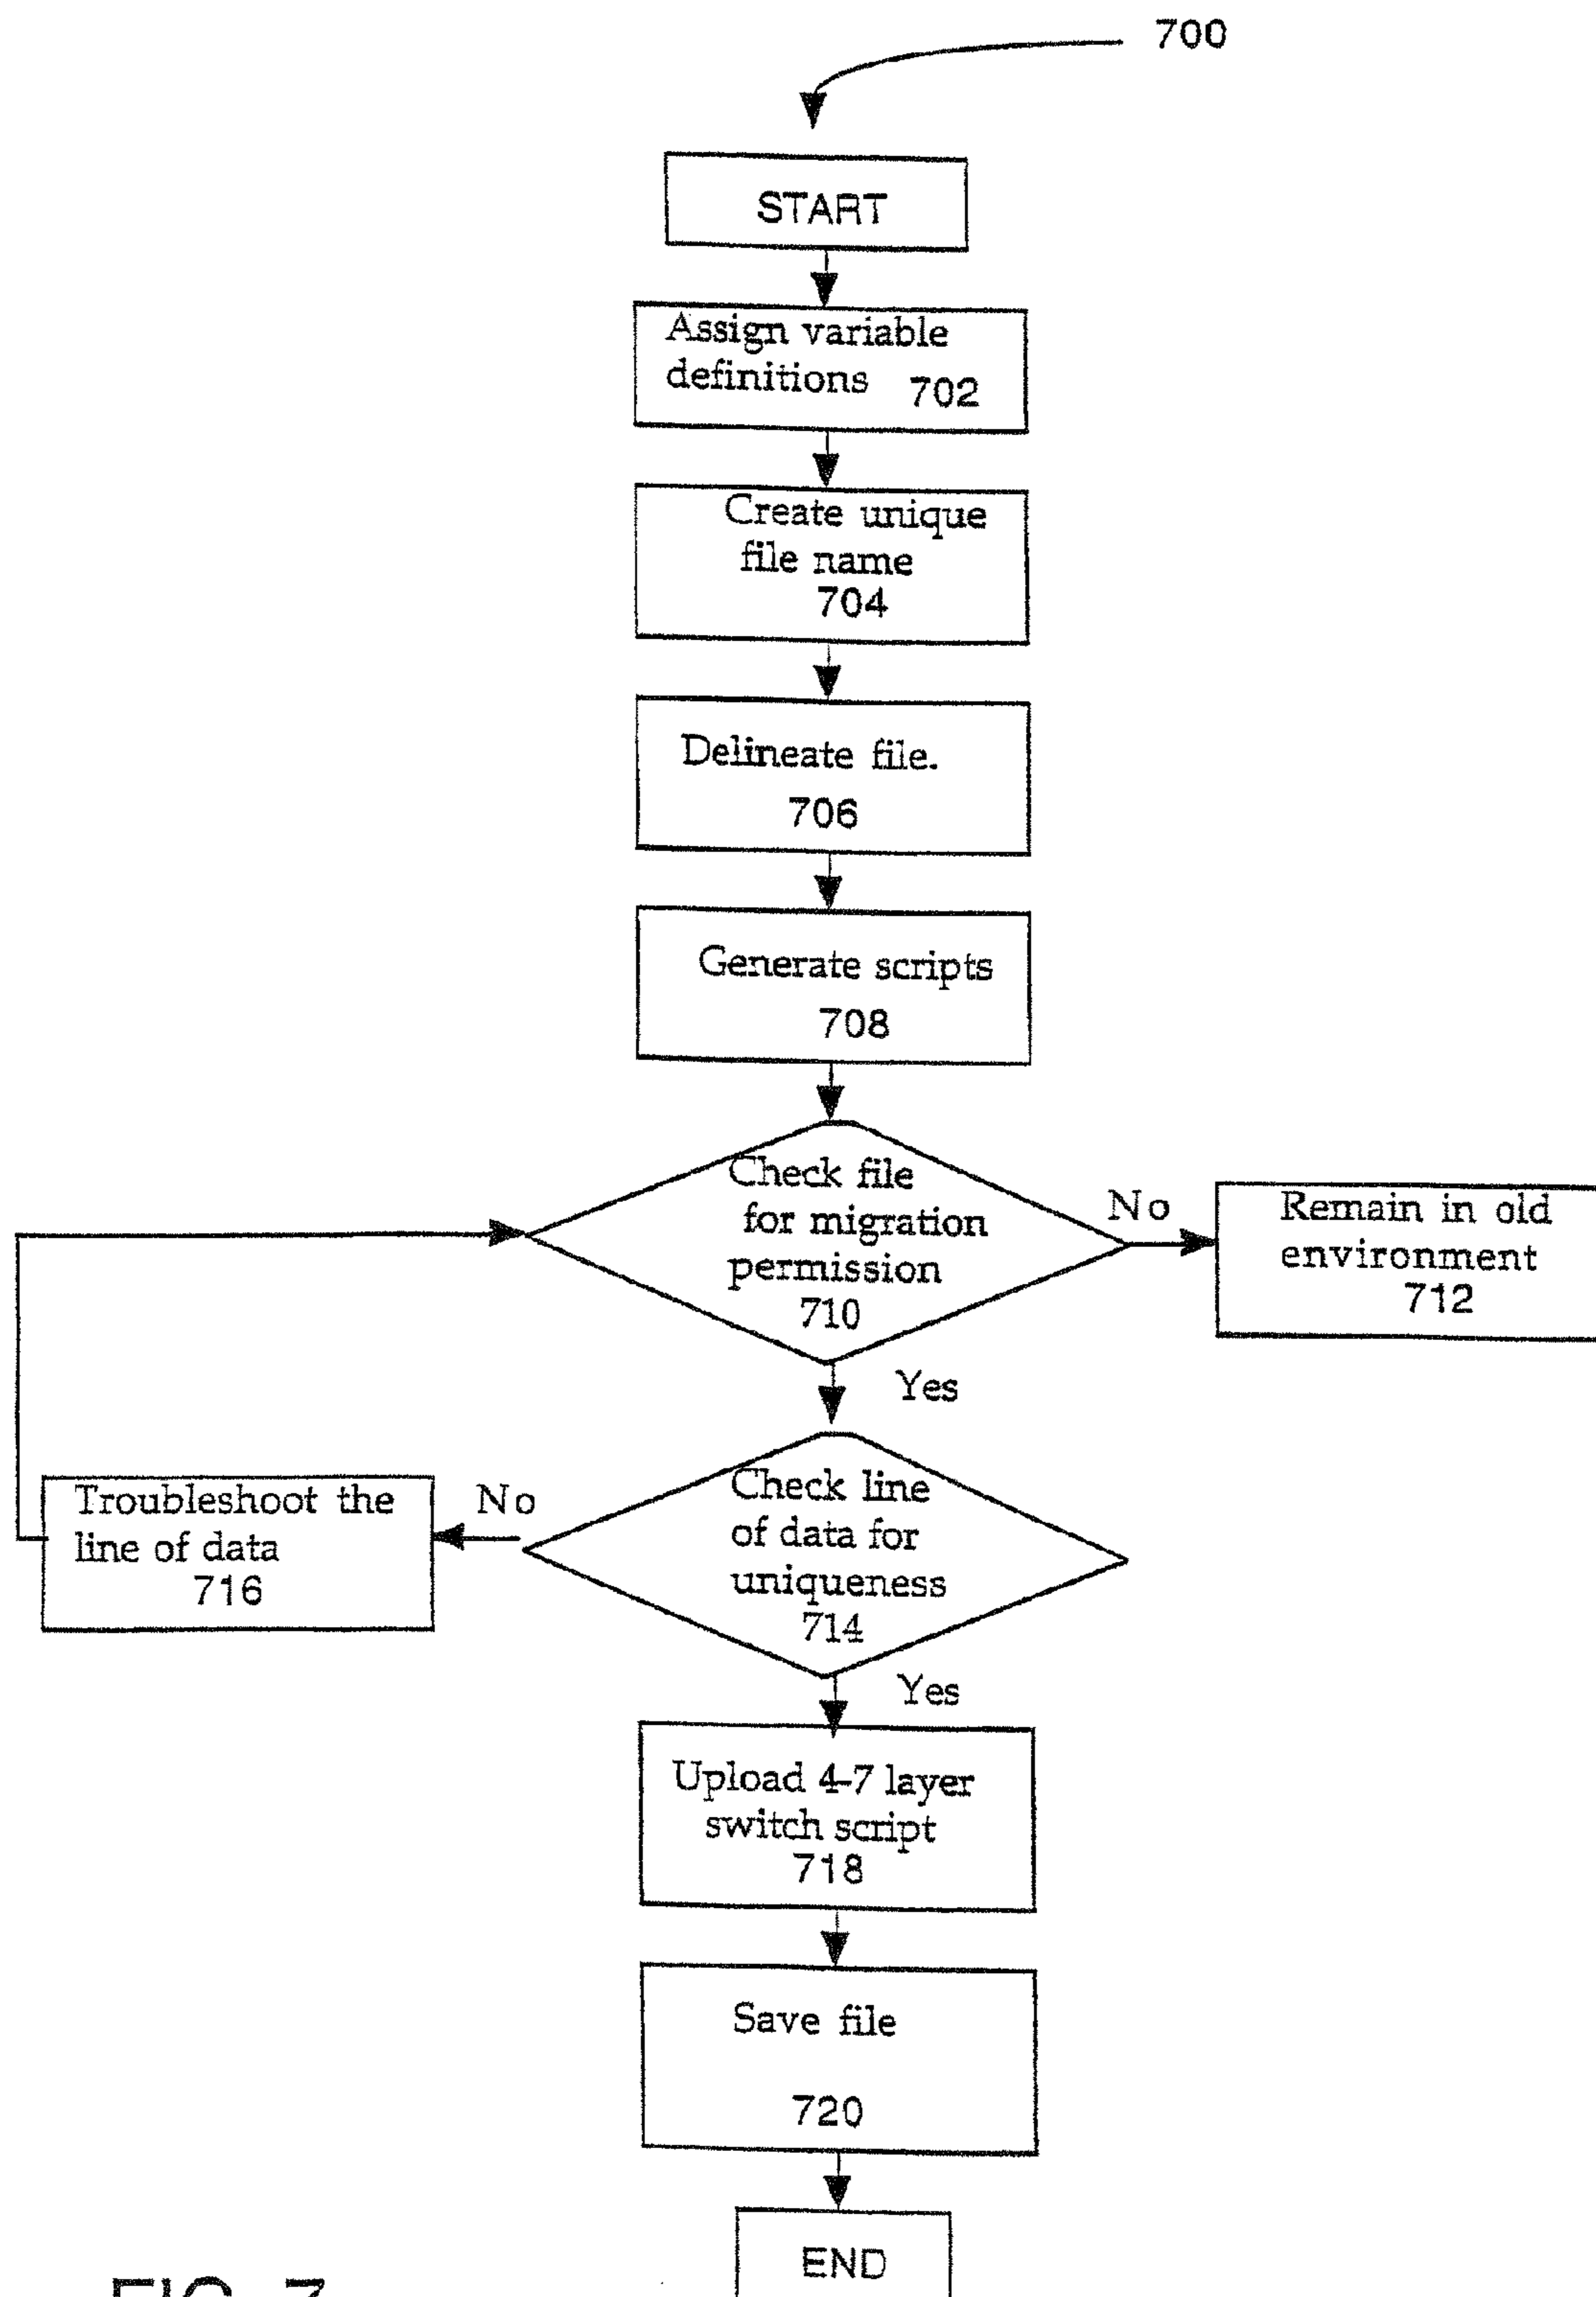 700
START
Assign variable
definitions 702
Create unique
file name
704
Delineate file.
706
Generate scripts
708
Check file
for migration
permission
710
No
Remain in old
environment
712
Yes
Check line
of data for
uniqueness
714
No
Troubleshoot the
line of data
716
Yes
Upload 4-7 layer
switch script
718
Save file
720
END
FIG. 7